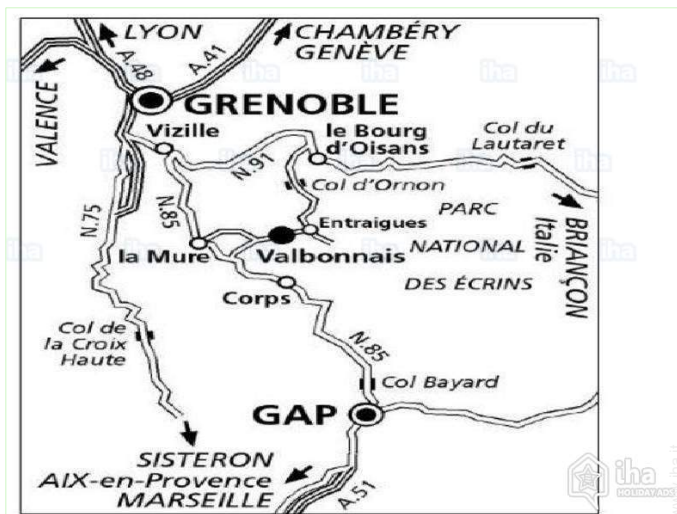 LYON
CHAMBÉRY
GENÈVE
A.48
A.41
VALENCE
GRENOBLE
Vizille
le Bourg
d'Oisans
Col du
Lautaret
N.91
Col d'Ornon
N.75
N.85
Entraigues
PARC
NATIONAL
DES ÉCRINS
BRIANÇON
Italie
la Mure
Valbonnais
Corps
Col de
la Croix
Haute
N.85
Col Bayard
GAP
SISTERON
AIX-en-Provence
MARSEILLE
A.51
iha
HOLIDAY ADS